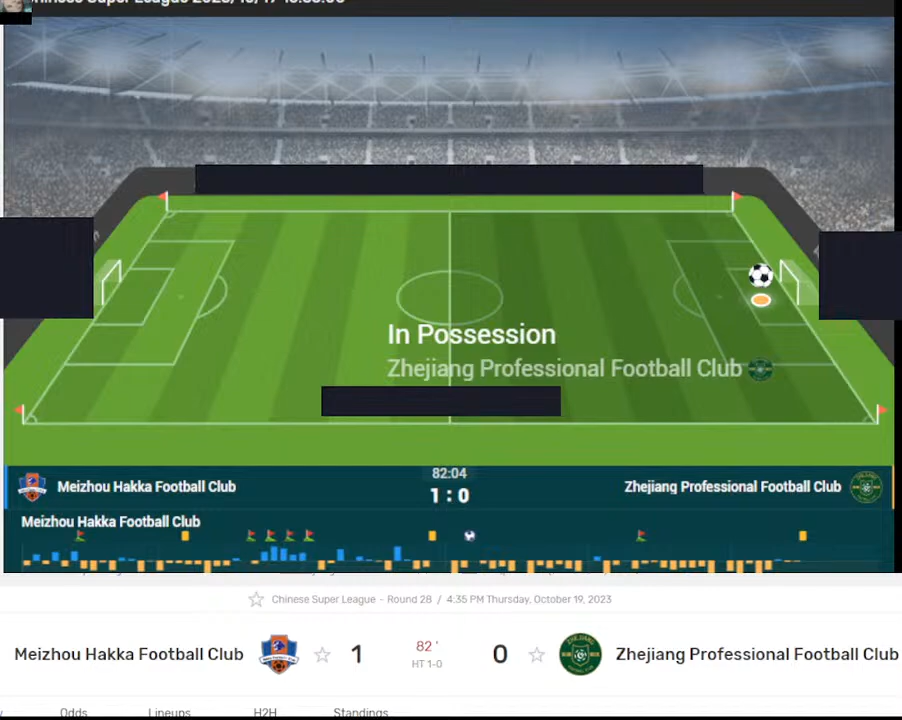 In Possession
Zhejiang Professional Football Club
82:04
Meizhou Hakka Football Club
1 : 0
Zhejiang Professional Football Club
Meizhou Hakka Football Club
Chinese Super League - Round 28 / 4:35 PM Thursday, October 19, 2023
Meizhou Hakka Football Club
1
82 '
HT 1-0
0
Zhejiang Professional Football Club
Odds
Lineups
H2H
Standings